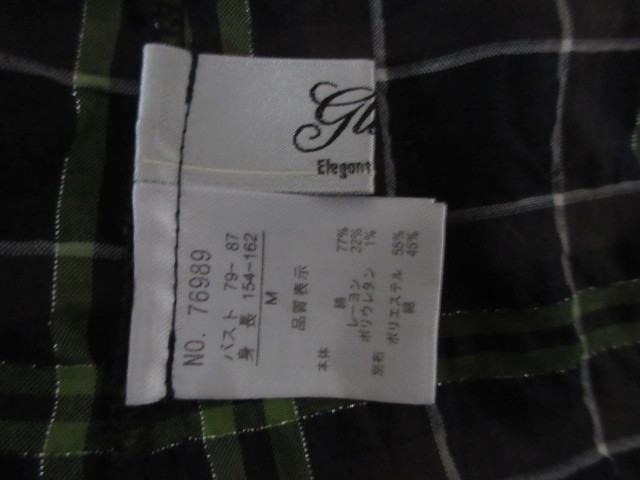 Elegant
NO. 76989
バスト 79~ 87
身 長 154-162
M
品質表示
本体 綿 77%
レーヨン 22%
ポリウレタン 1%
別布 ポリエステル 55%
綿 45%